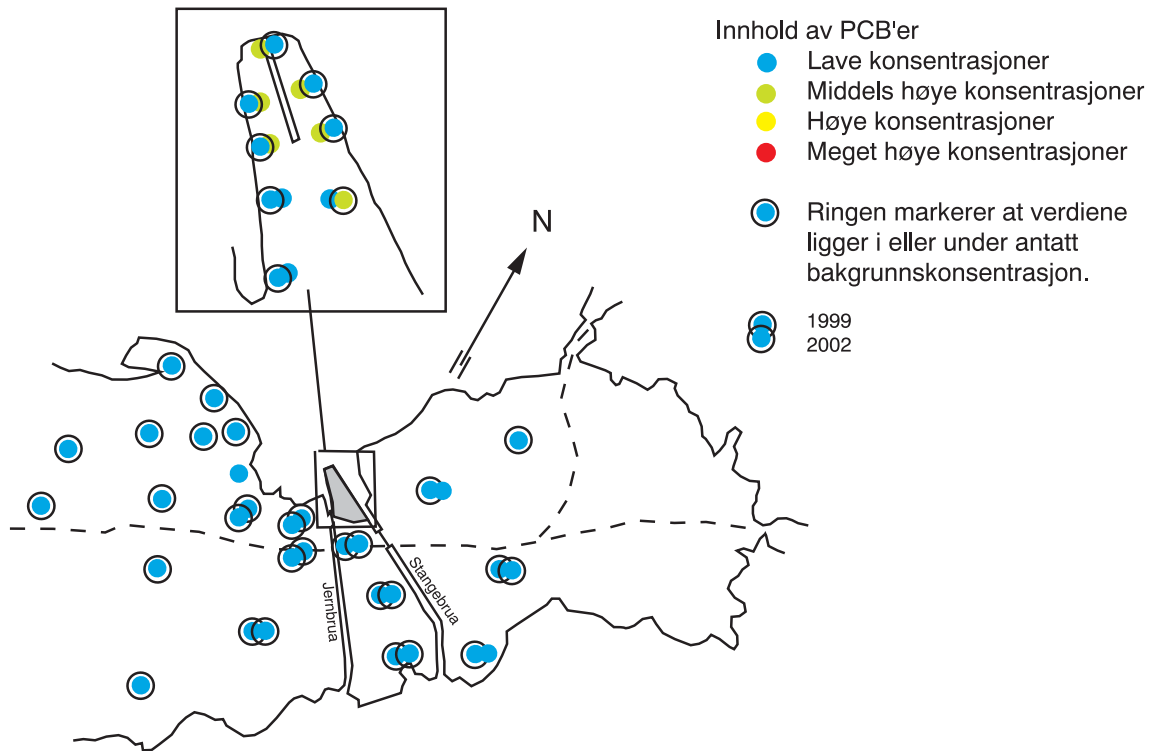 Innhold av PCB'er
Lave konsentrasjoner
Middels høye konsentrasjoner
Høye konsentrasjoner
Meget høye konsentrasjoner
Ringen markerer at verdiene
ligger i eller under antatt
bakgrunnskonsentrasjon.
1999
2002
N
Jernbrua
Stangebrua